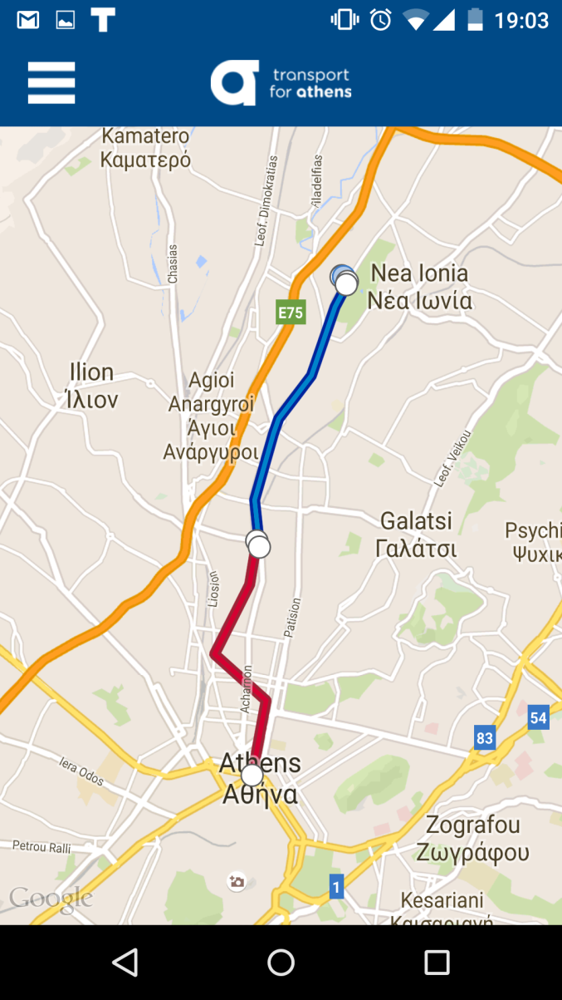 19:03
transport
for athens
Kamatero
Καματερό
Leof. Dimokratias
Chasias
Nea Ionia
Νέα Ιωνία
E75
Ilion
Ίλιον
Agioi
Anargyroi
Άγιοι
Ανάργυροι
Leof. Veikou
Galatsi
Γαλάτσι
Psychi
Ψυχικ
Liosion
Patision
Acharnon
54
83
Athens
Αθήνα
Iera Odos
Zografou
Ζωγράφου
Petrou Ralli
1
Google
Kesariani
Καισαριανή